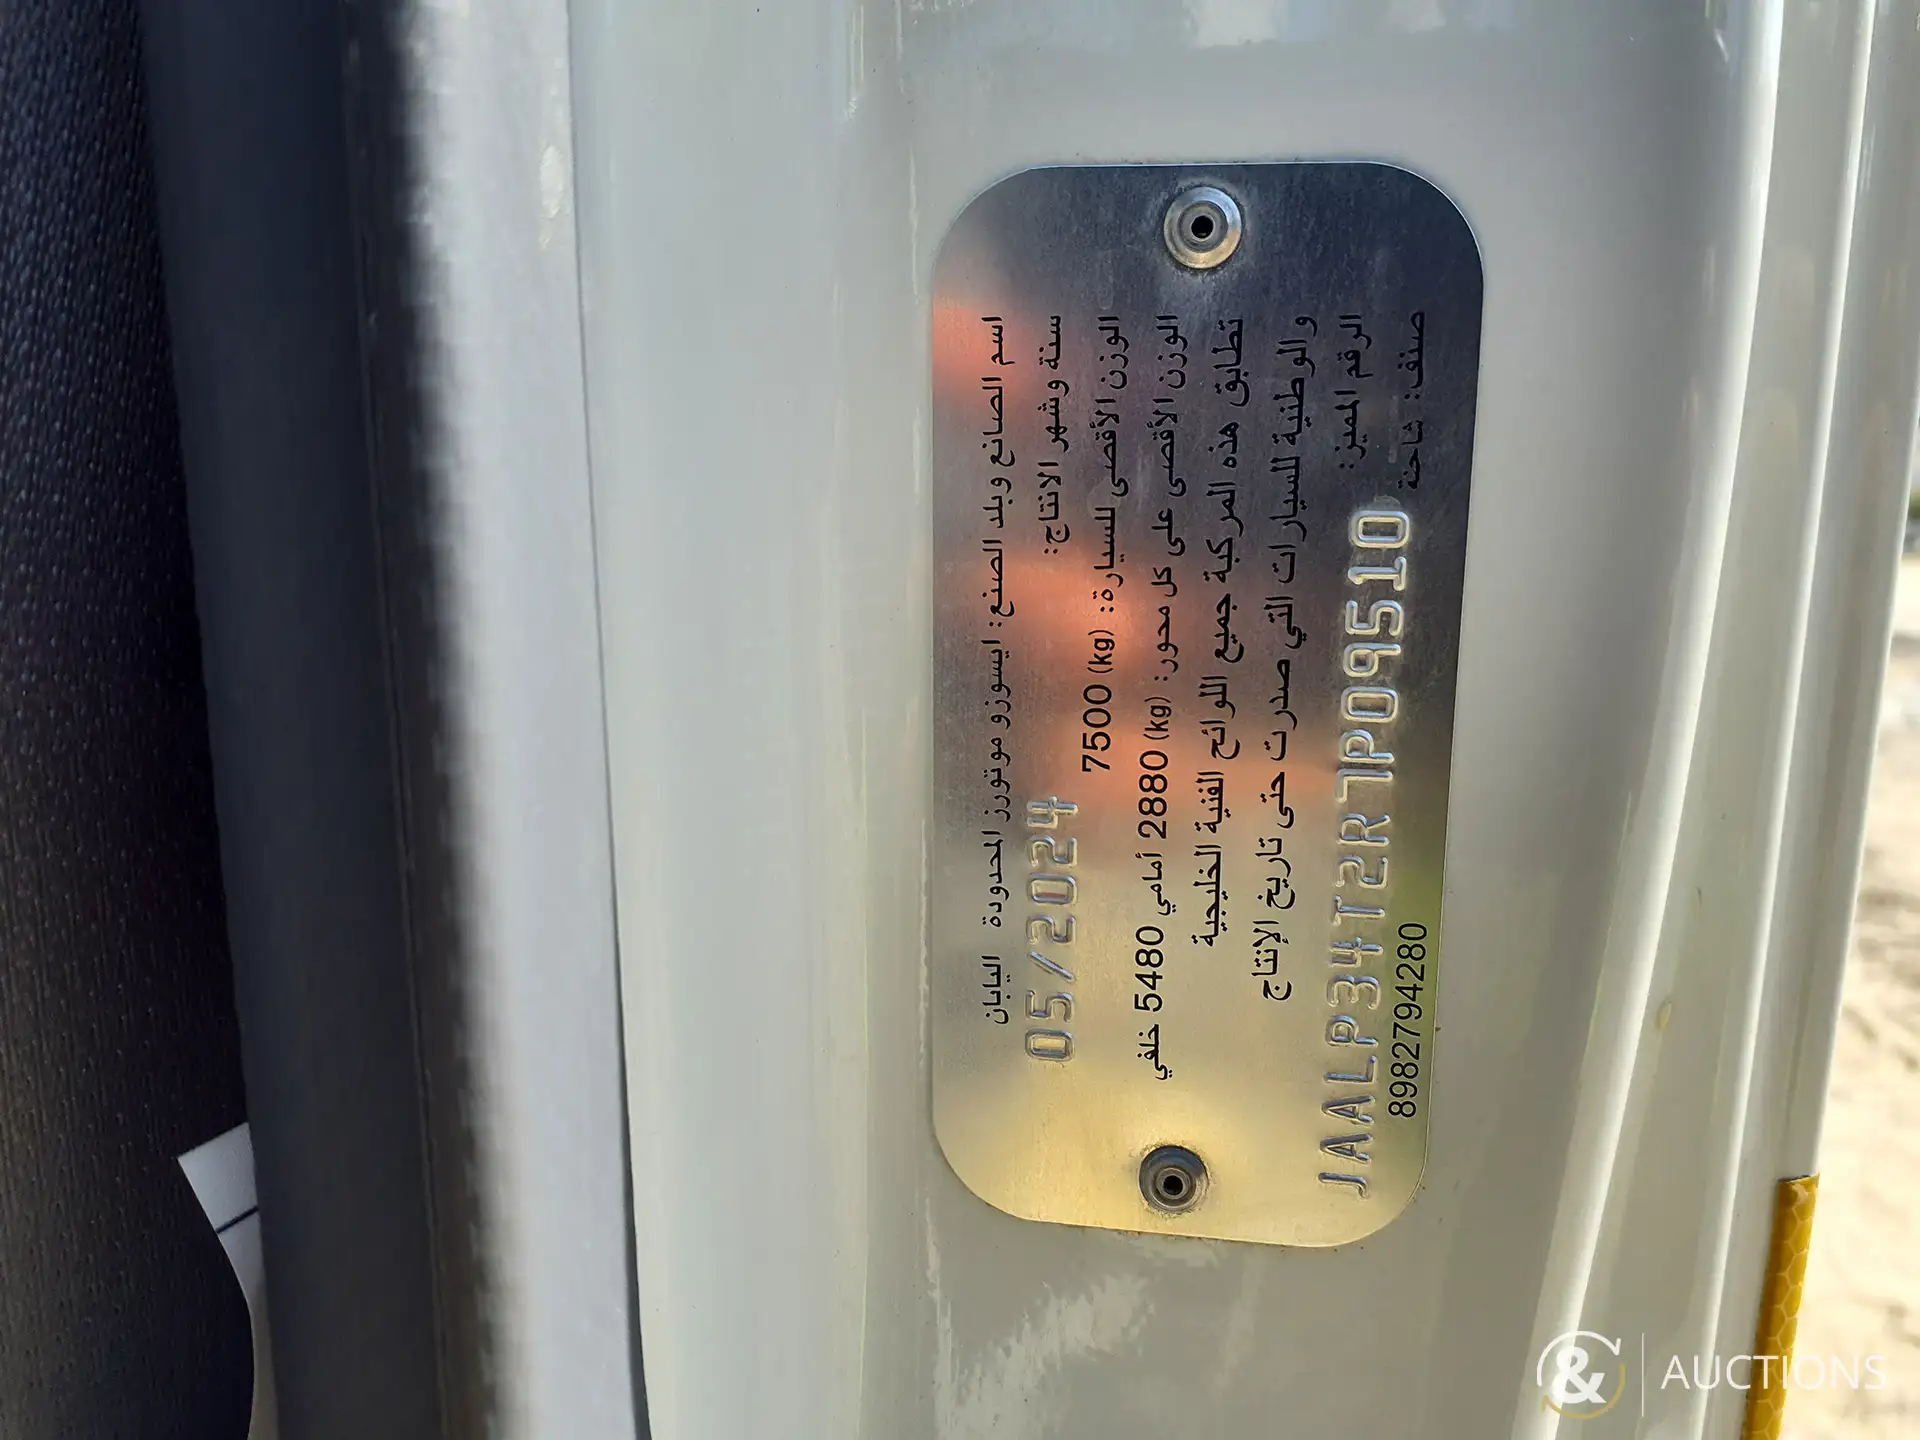 اسم الصانع وبلد الصنع: ايسوزو موتورز المحدودة اليابان
سنة وشهر الانتاج: 05/2024
الوزن الأقصى للسيارة: (kg) 7500
الوزن الأقصى على كل محور: (kg) 2880 أمامي 5480 خلفي
تطابق هذه المركبة جميع اللوائح الفنية الخليجية
والوطنية للسيارات التي صدرت حتى تاريخ الإنتاج
الرقم المميز: JAALP34T2R7P09510
صنف: شاحنة 8982794280
& AUCTIONS